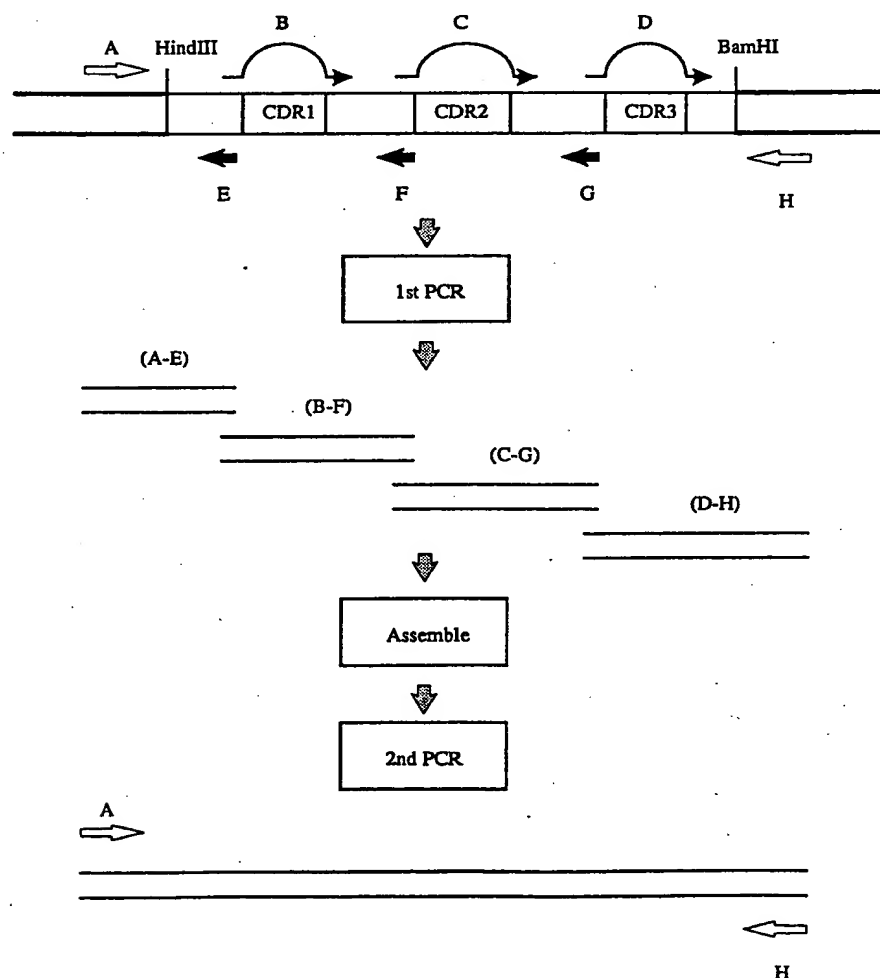 B C D
A HindIII BamHI
CDR1 CDR2 CDR3
E F G H
1st PCR
(A-E)
(B-F)
(C-G)
(D-H)
Assemble
2nd PCR
A
H